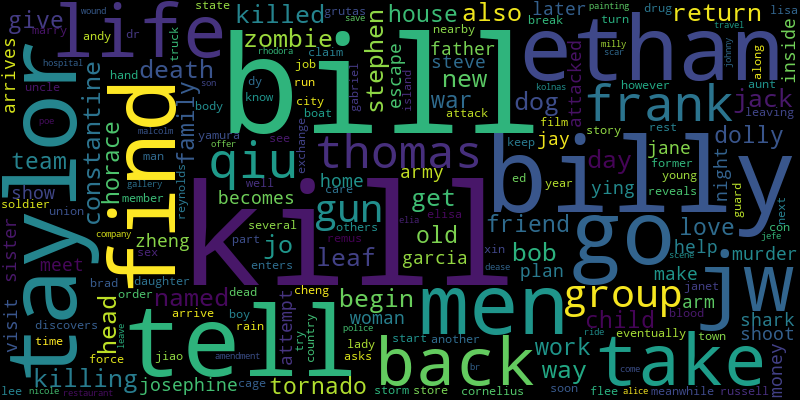 give
life
killed
also
later
house
return
state
wound
andy
dr
marry
truck
grutas
break
drug
lisa
turn
painting
save
travel
nearby
arrives
hospital
uncle
zombie
stephen
father
steve
escape
new
claim
rhodora
bill
ethan
milly
johnny
scar
along
inside
hand
death
job
run
war
dog
attacked
however
aunt
kolnas
leaving
taylor
find
constantine
horace
family
son
body
dy
know
city
boat
island
gabriel
attack
frank
jack
poe
malcolm
yamura
offer
see
exchange
film
story
rest
team
man
qiu
thomas
army
jay
keep
former
dolly
gallery
reynolds
home
care
well
becomes
day
jane
young
reveals
ed
year
guard
night
show
member
soldier
union
several
gun
others
get
elisa
billy
ying
love
next
company
zheng
sex
part
remus
elia
old
friend
go
help
murder
con
jefe
sister
meet
jo
enters
leaf
garcia
xin
bob
plan
make
scene
visit
brad
daughter
kill
cheng
dease
janet
jw
head
order
dead
named
begin
men
group
arm
shark
discovers
arrive
boy
rain
attempt
woman
child
blood
shoot
time
force
leave
tell
try
country
police
start
another
eventually
town
jiao
amendment
lady
asks
back
work
way
take
money
killing
josephine
cage
tornado
storm
store
cornelius
br
ride
soon
flee
alice
come
meanwhile
russell
lee
nicole
restaurant